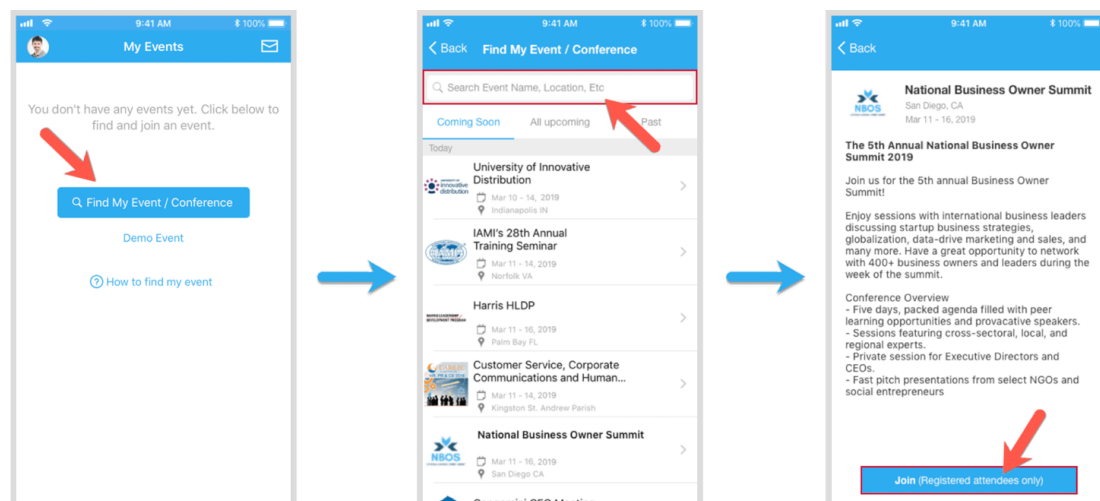 9:41 AM
100%
My Events
You don't have any events yet. Click below to
find and join an event.
Find My Event / Conference
Demo Event
How to find my event
9:41 AM
100%
Back
Find My Event / Conference
Search Event Name, Location, Etc
Coming Soon
All upcoming
Past
Today
University of Innovative
Distribution
Mar 10 - 14, 2019
Indianapolis IN
innovative
distribution
IAMI's 28th Annual
Training Seminar
Mar 11 - 14, 2019
Norfolk VA
Harris HLDP
Mar 11 - 16, 2019
Palm Bay FL
Customer Service, Corporate
Communications and Human...
Mar 11 - 14, 2019
Kingston St. Andrew Parish
National Business Owner Summit
Mar 11 - 16, 2019
San Diego CA
NBOS
9:41 AM
100%
Back
NBOS
National Business Owner Summit
San Diego, CA
Mar 11 - 16, 2019
The 5th Annual National Business Owner
Summit 2019
Join us for the 5th annual Business Owner
Summit!
Enjoy sessions with international business leaders
discussing startup business strategies,
globalization, data-drive marketing and sales, and
many more. Have a great opportunity to network
with 400+ business owners and leaders during the
week of the summit.
Conference Overview
- Five days, packed agenda filled with peer
learning opportunities and provacative speakers.
- Sessions featuring cross-sectoral, local, and
regional experts.
- Private session for Executive Directors and
CEOs.
- Fast pitch presentations from select NGOs and
social entrepreneurs
Join (Registered attendees only)